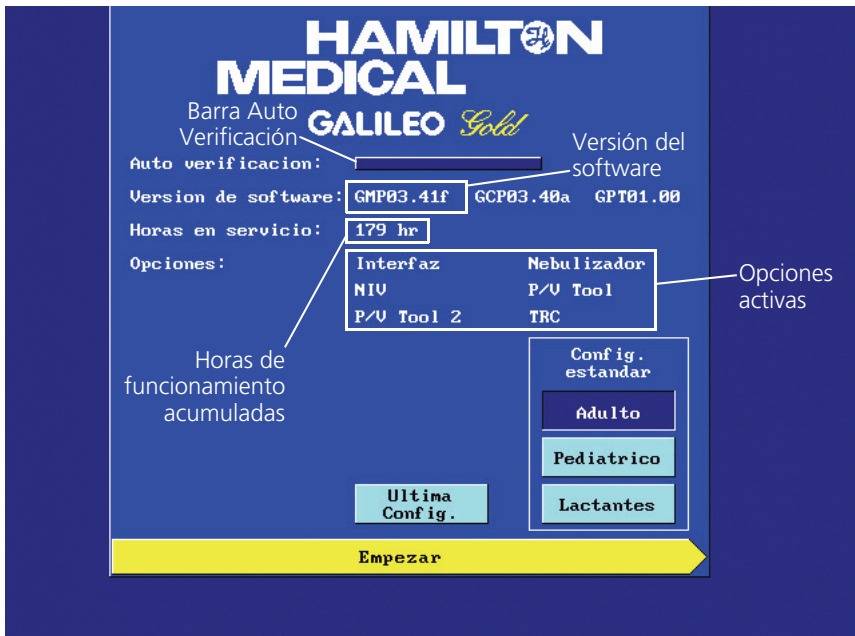 HAMILTON
MEDICAL
GALILEO Gold
Barra Auto
Verificación
Versión del
software
Auto verificacion:
Version de software: GMP03.41f GCP03.40a GPT01.00
Horas en servicio: 179 hr
Opciones: Interfaz Nebulizador
NIV P/V Tool
P/V Tool 2 TRC
Opciones
activas
Horas de
funcionamiento
acumuladas
Config.
estandar
Adulto
Pediatrico
Lactantes
Ultima
Config.
Empezar